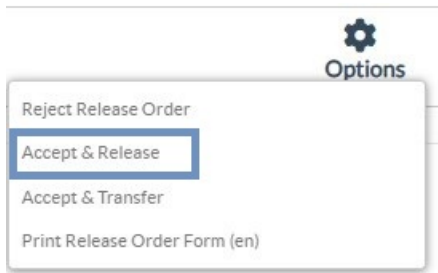 Options
Reject Release Order
Accept & Release
Accept & Transfer
Print Release Order Form (en)